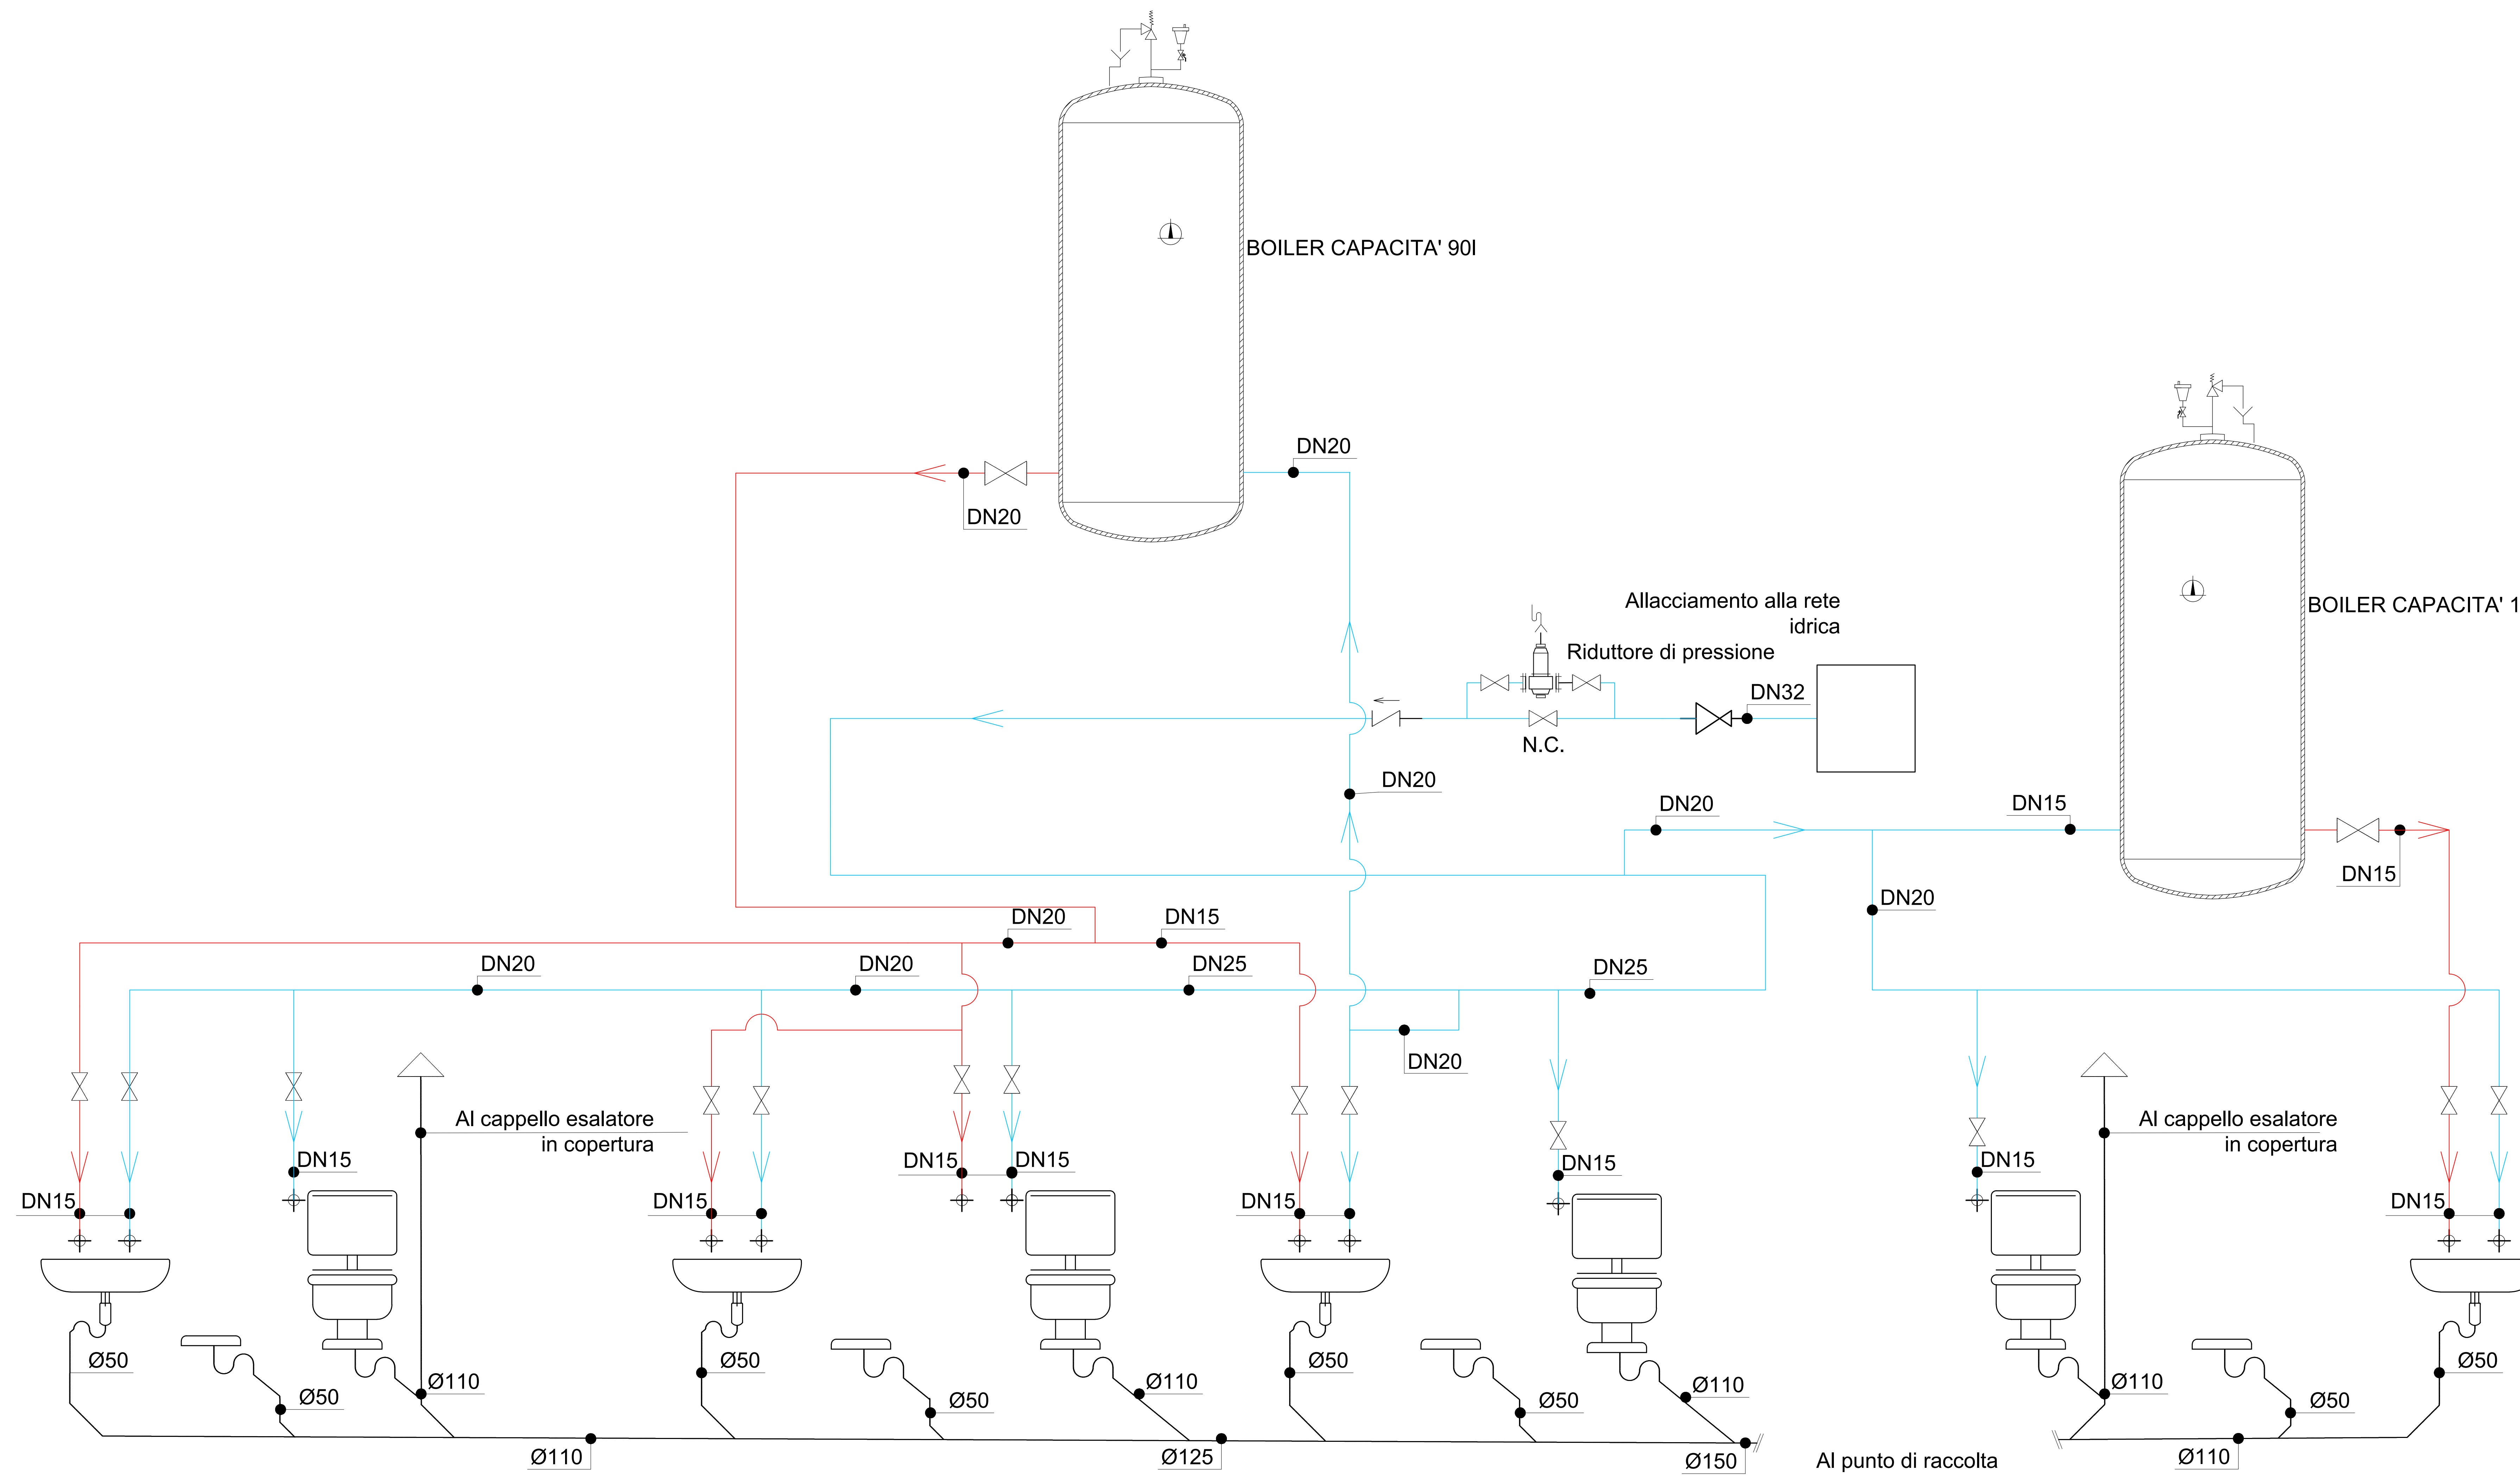 BOILER CAPACITA' 90l
DN20
DN20
Allacciamento alla rete
idrica
BOILER CAPACITA' 1
Riduttore di pressione
DN32
N.C.
DN20
DN20
DN15
DN15
DN20
DN20
DN15
DN20
DN20
DN25
DN25
DN20
Al cappello esalatore
in copertura
Al cappello esalatore
in copertura
DN15
DN15
DN15
DN15
DN15
DN15
DN15
DN15
DN15
Ø50
Ø50
Ø50
Ø50
Ø110
Ø110
Ø110
Ø110
Ø50
Ø50
Ø50
Ø50
Ø110
Ø125
Ø150
Al punto di raccolta
Ø110